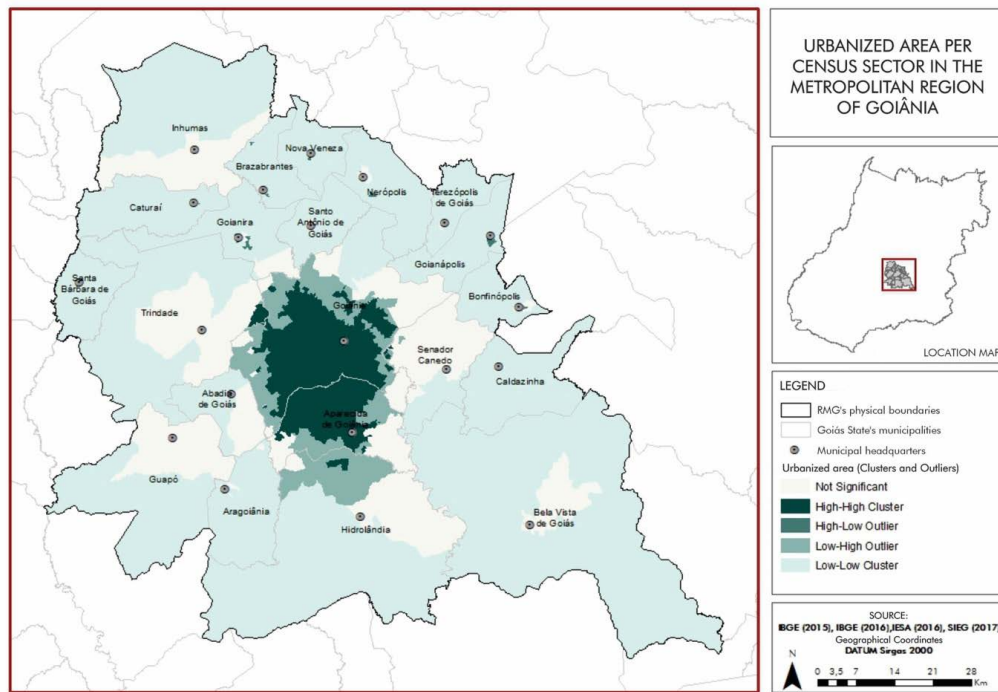 URBANIZED AREA PER
CENSUS SECTOR IN THE
METROPOLITAN REGION
OF GOIÂNIA
Inhumas
Nova Veneza
Brazabrantes
Nerópolis
Terezópolis
de Goiás
Caturaí
Goianira
Santo
Antônio de
Goiás
Goianápolis
Santa
Bárbara de
Goiás
Bonfinópolis
Goiânia
Trindade
Senador
Canedo
Caldazinha
Abadia
de Goiás
Aparecida
de Goiânia
Guapó
Aragoiânia
Hidrolândia
Bela Vista
de Goiás
LOCATION MAP
LEGEND
RMG's physical boundaries
Goiás State's municipalities
Municipal headquarters
Urbanized area (Clusters and Outliers)
Not Significant
High-High Cluster
High-Low Outlier
Low-High Outlier
Low-Low Cluster
SOURCE:
IBGE (2015), IBGE (2016),IESA (2016), SIEG (2017)
Geographical Coordinates
DATUM Sirgas 2000
N
0 3,5 7 14 21 28
Km